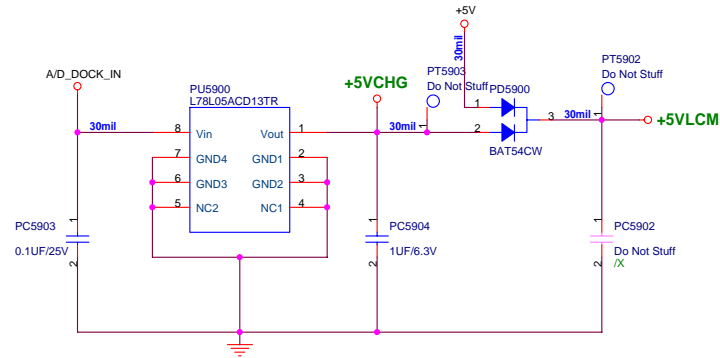 +5V
A/D_DOCK_IN
30mil
PT5903
Do Not Stuff
PT5902
Do Not Stuff
PU5900
L78L05ACD13TR
+5VCHG
PD5900
1
1
1
30mil
8 Vin Vout 1
30mil
2
3
30mil
+5VLCM
BAT54CW
7 GND4 GND1 2
6 GND3 GND2 3
5 NC2 NC1 4
PC5903
1
0.1UF/25V
2
PC5904
1
1UF/6.3V
2
PC5902
1
Do Not Stuff
2
/X